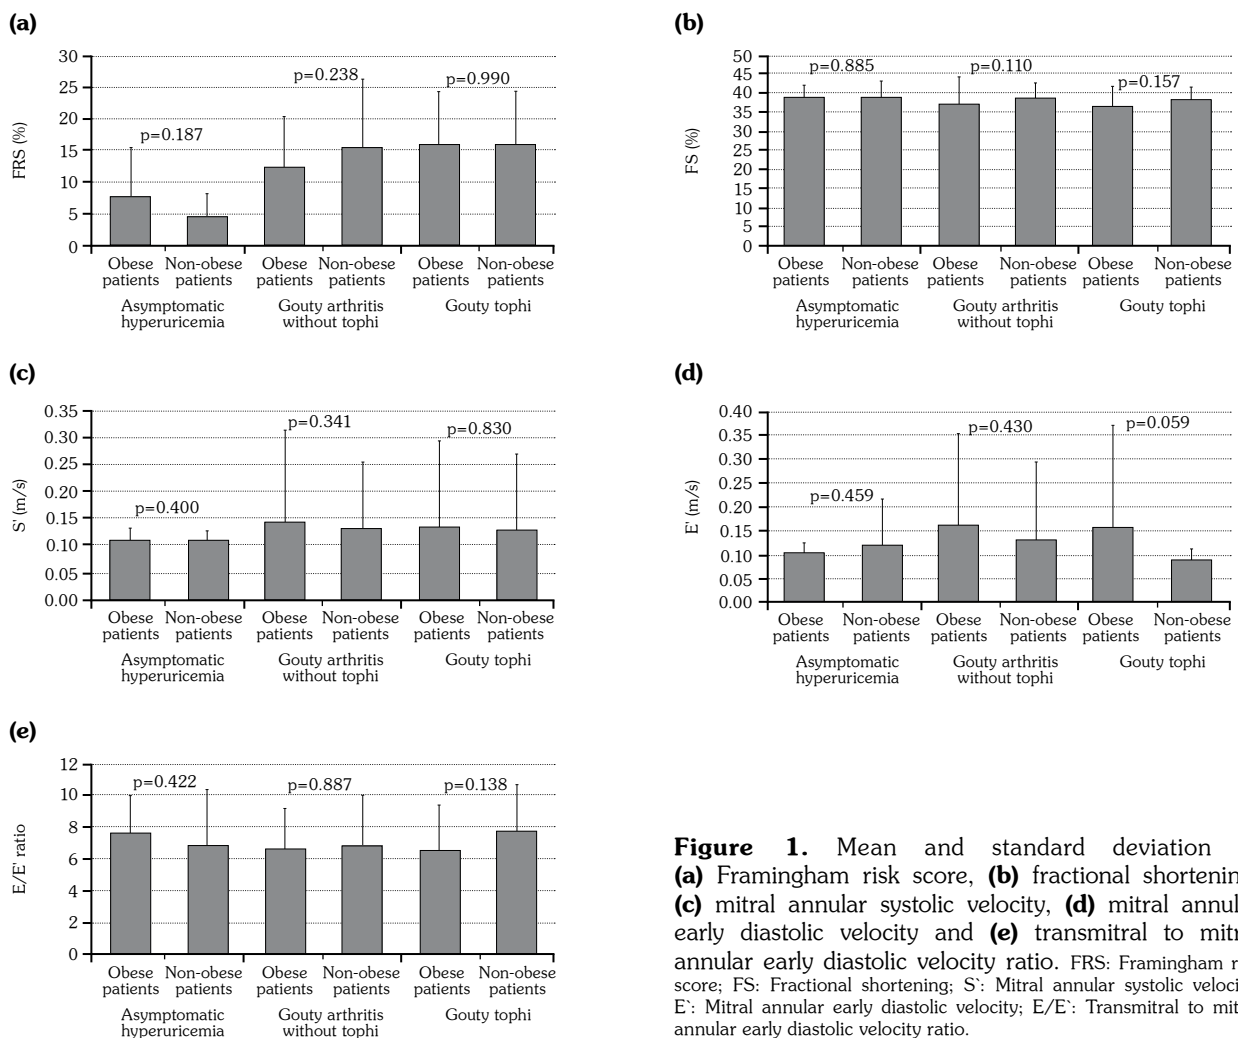 (a)
30
25
20
15
10
5
0
FRS (%)
p=0.187
p=0.238
p=0.990
Obese patients
Non-obese patients
Obese patients
Non-obese patients
Obese patients
Non-obese patients
Asymptomatic hyperuricemia
Gouty arthritis without tophi
Gouty tophi
(b)
50
45
40
35
30
25
20
15
10
5
0
FS (%)
p=0.885
p=0.110
p=0.157
Obese patients
Non-obese patients
Obese patients
Non-obese patients
Obese patients
Non-obese patients
Asymptomatic hyperuricemia
Gouty arthritis without tophi
Gouty tophi
(c)
0.35
0.30
0.25
0.20
0.15
0.10
0.05
0.00
S' (m/s)
p=0.400
p=0.341
p=0.830
Obese patients
Non-obese patients
Obese patients
Non-obese patients
Obese patients
Non-obese patients
Asymptomatic hyperuricemia
Gouty arthritis without tophi
Gouty tophi
(d)
0.40
0.35
0.30
0.25
0.20
0.15
0.10
0.05
0.00
E' (m/s)
p=0.459
p=0.430
p=0.059
Obese patients
Non-obese patients
Obese patients
Non-obese patients
Obese patients
Non-obese patients
Asymptomatic hyperuricemia
Gouty arthritis without tophi
Gouty tophi
(e)
12
10
8
6
4
2
0
E/E' ratio
p=0.422
p=0.887
p=0.138
Obese patients
Non-obese patients
Obese patients
Non-obese patients
Obese patients
Non-obese patients
Asymptomatic hyperuricemia
Gouty arthritis without tophi
Gouty tophi
Figure 1. Mean and standard deviation
(a) Framingham risk score, (b) fractional shortenin
(c) mitral annular systolic velocity, (d) mitral annul
early diastolic velocity and (e) transmitral to mitr
annular early diastolic velocity ratio. FRS: Framingham r
score; FS: Fractional shortening; S`: Mitral annular systolic veloci
E`: Mitral annular early diastolic velocity; E/E`: Transmitral to mit
annular early diastolic velocity ratio.